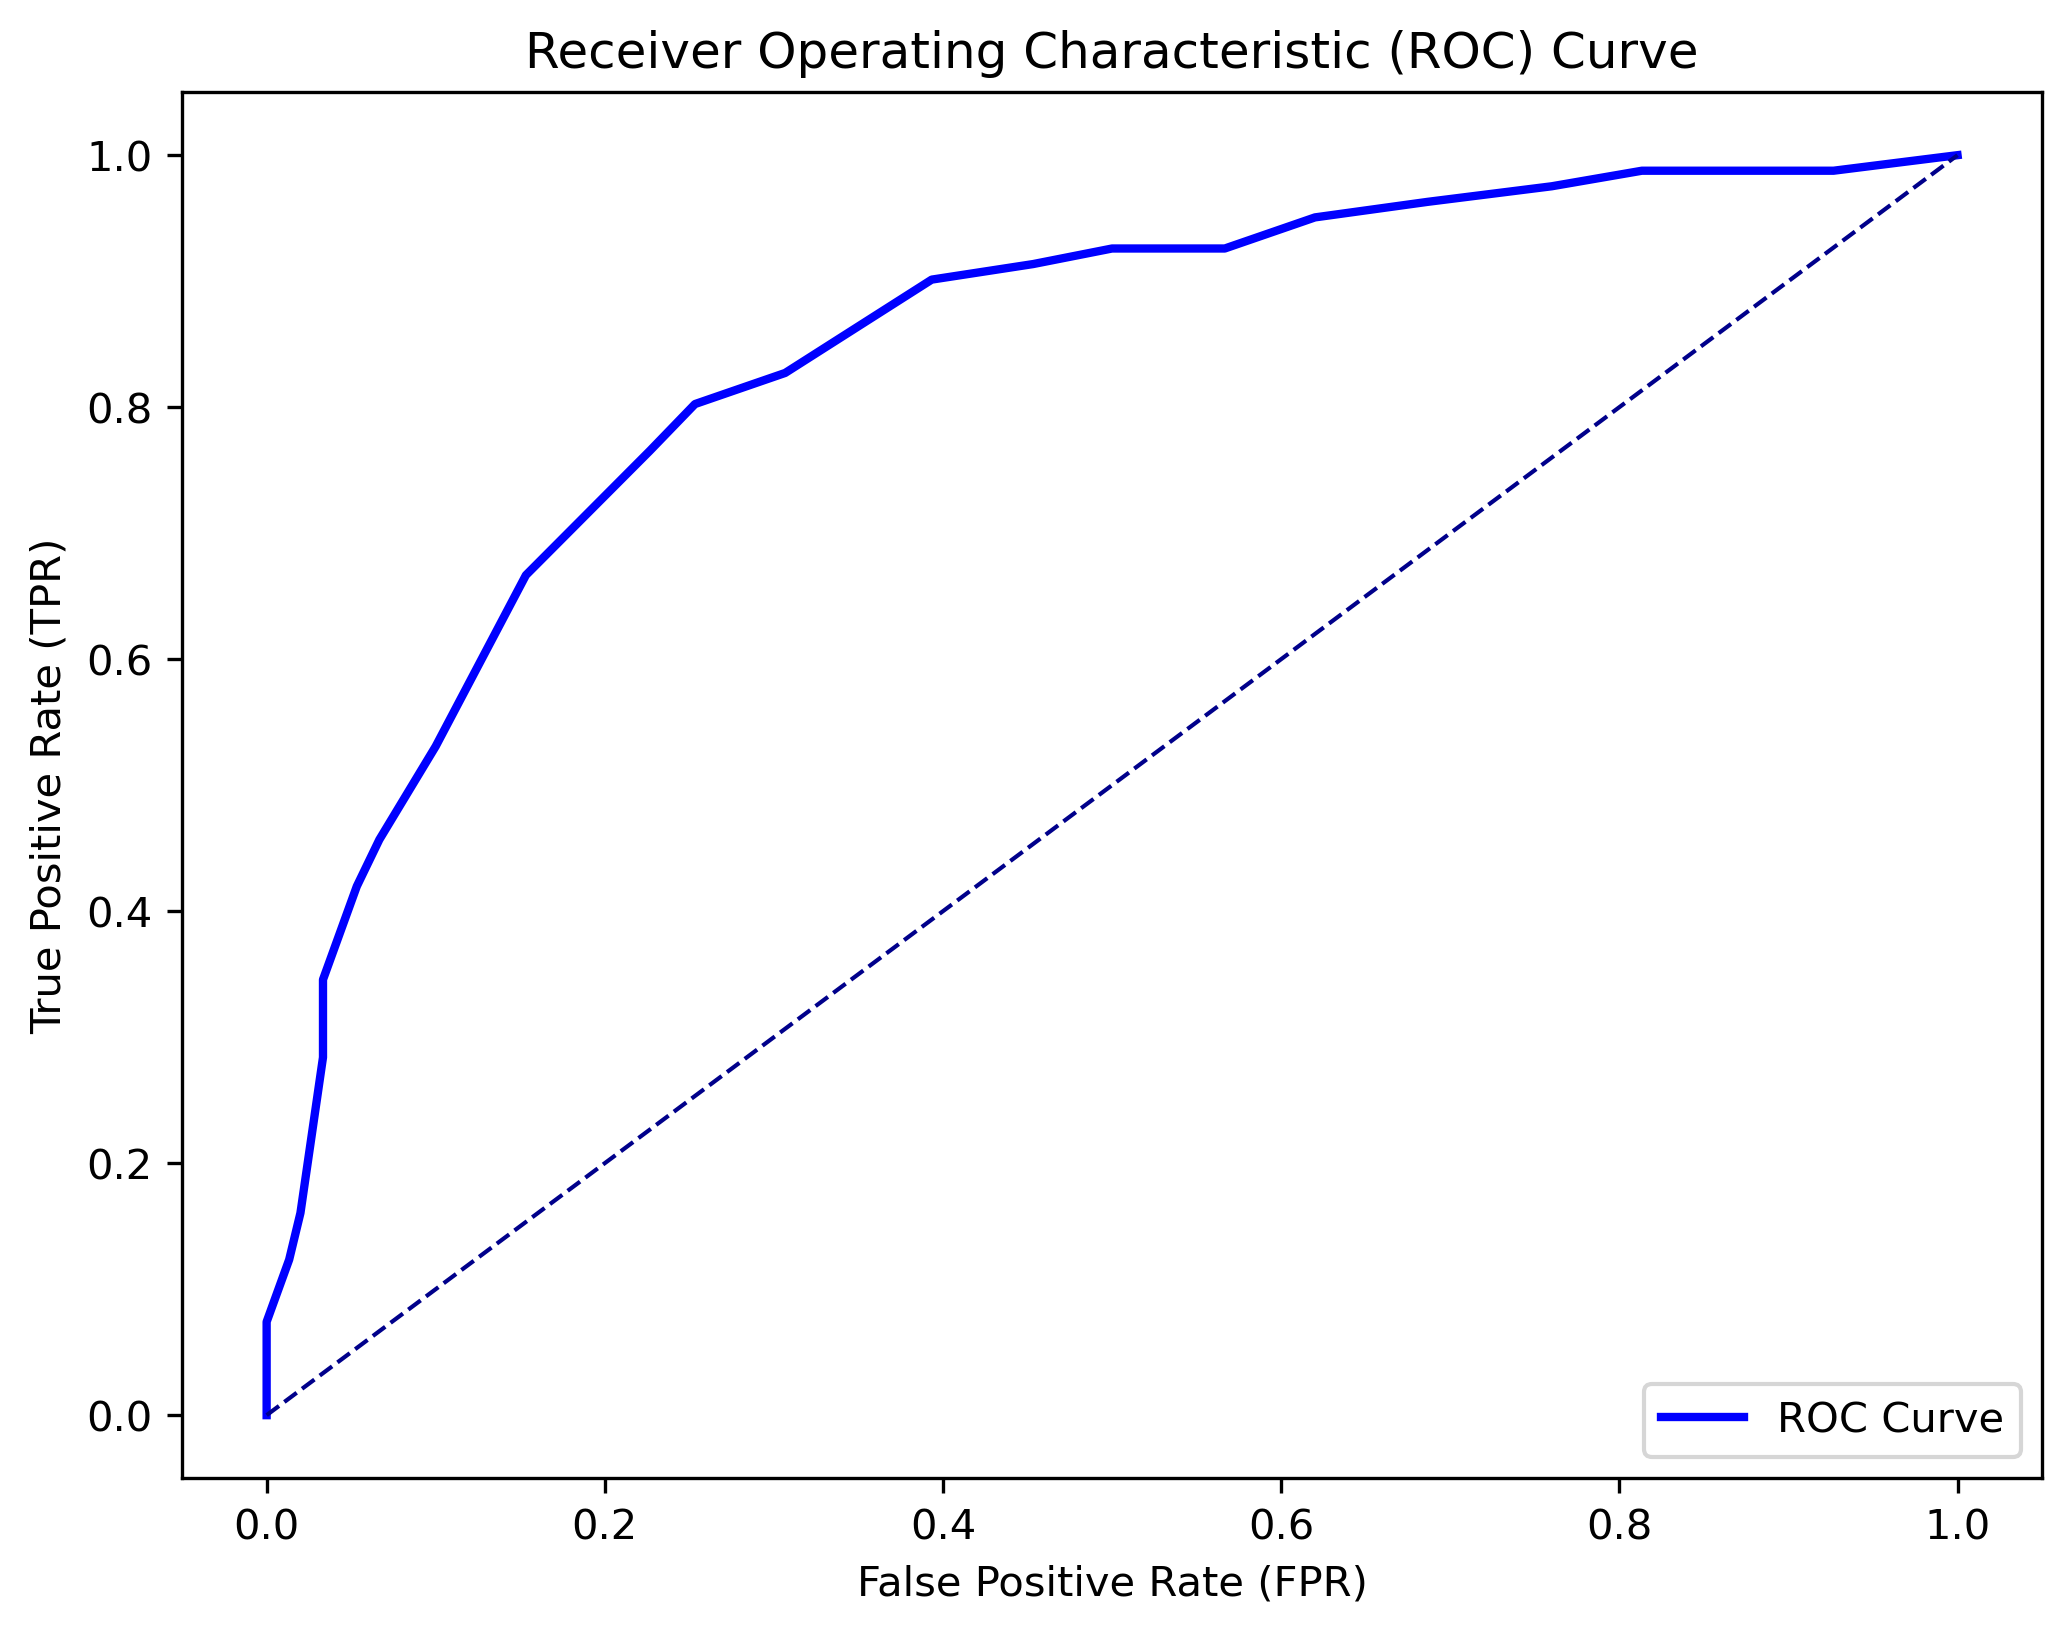 Receiver Operating Characteristic (ROC) Curve
True Positive Rate (TPR)
1.0
0.8
0.6
0.4
0.2
0.0
ROC Curve
0.0 0.2 0.4 0.6 0.8 1.0
False Positive Rate (FPR)